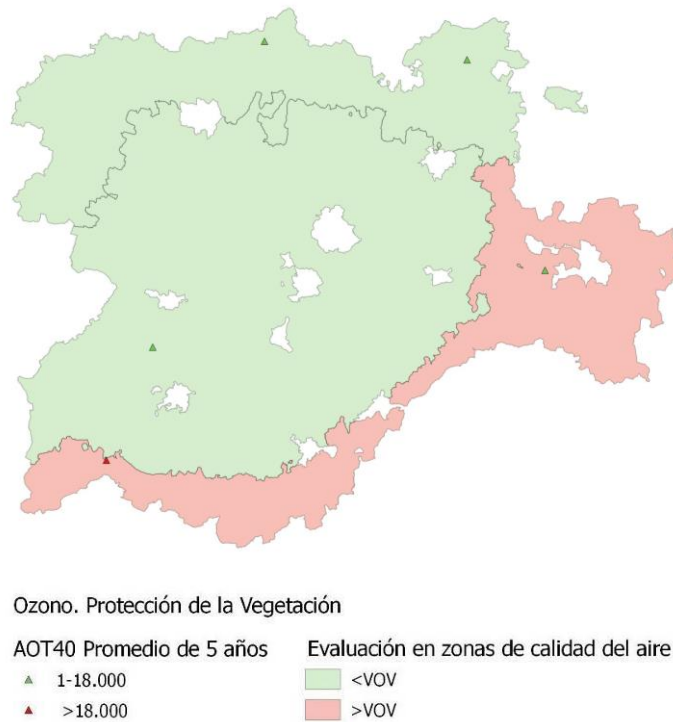 Ozono. Protección de la Vegetación
AOT40 Promedio de 5 años
1-18.000
>18.000
Evaluación en zonas de calidad del aire
<VOV
>VOV